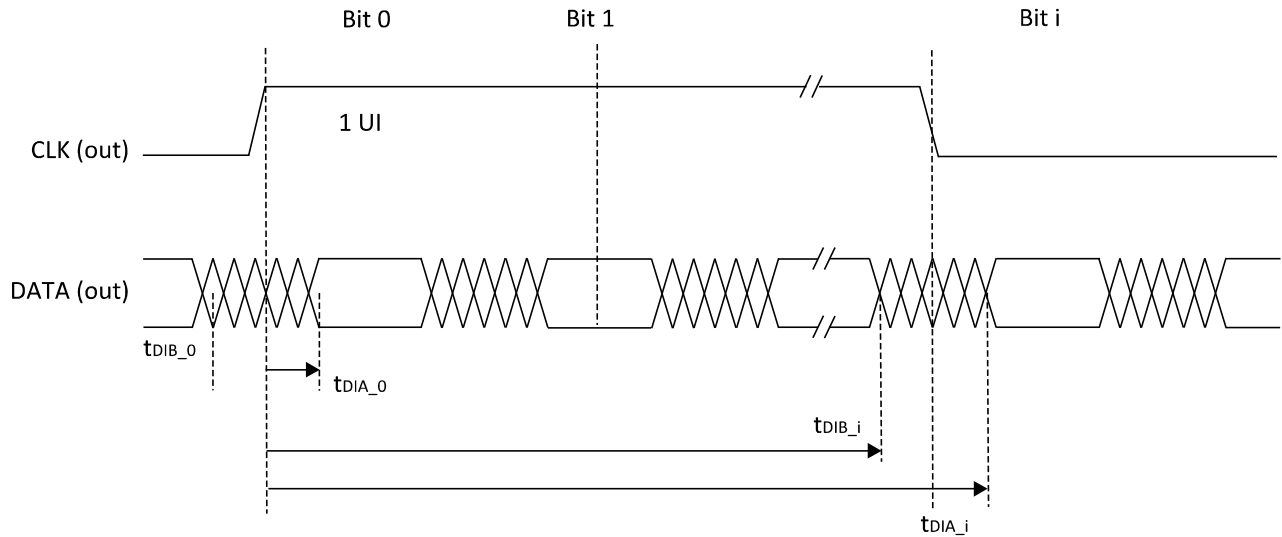 Bit 0 Bit 1 Bit i
1 UI
CLK (out)
DATA (out)
tDIB_0
tDIA_0
tDIB_i
tDIA_i